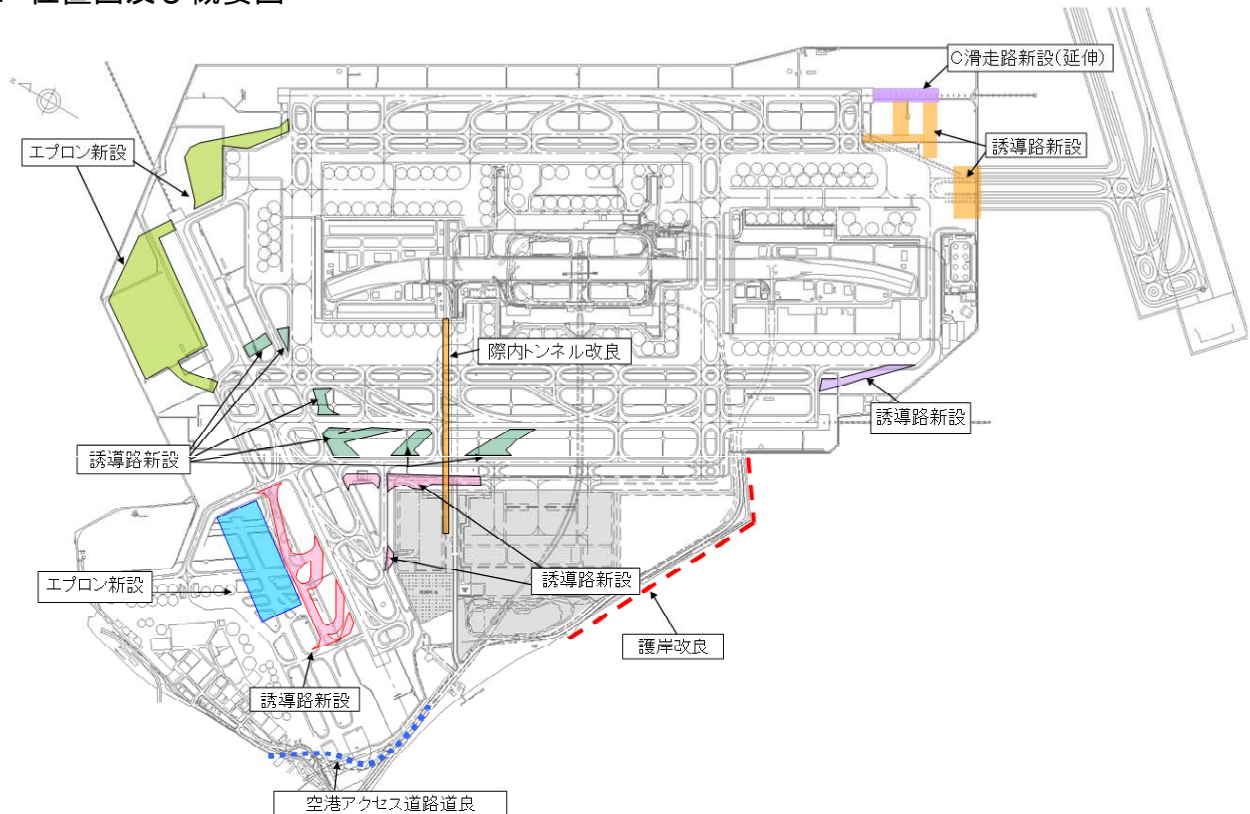 位置図及び概要図
C滑走路新設(延伸)
エプロン新設
誘導路新設
際内トンネル改良
誘導路新設
誘導路新設
エプロン新設
誘導路新設
護岸改良
誘導路新設
空港アクセス道路道良